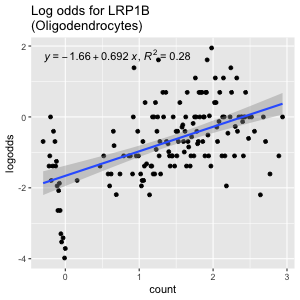 Log odds for LRP1B
(Oligodendrocytes)
y = −1.66 + 0.692 x, R² = 0.28
2
0
-2
-4
logodds
0 1 2 3
count